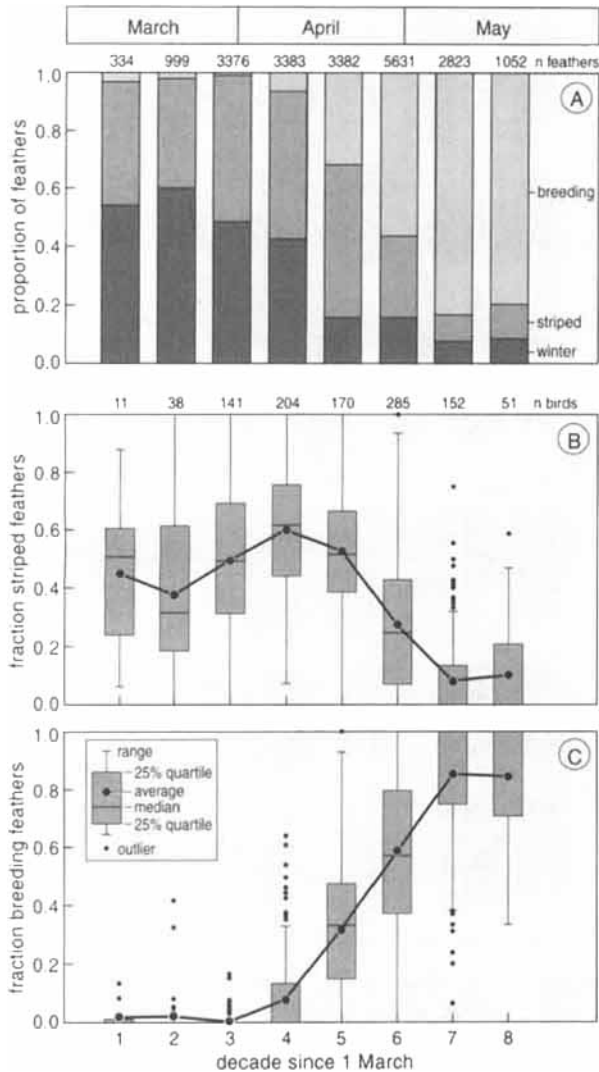 March April May
334 999 3376 3383 3382 5631 2823 1052 n feathers
1.0
0.8
0.6
0.4
0.2
0.0
proportion of feathers
A
breeding
striped
winter
11 38 141 204 170 285 152 51 n birds
1.0
0.8
0.6
0.4
0.2
0.0
fraction striped feathers
B
1.0
0.8
0.6
0.4
0.2
0.0
fraction breeding feathers
C
range
25% quartile
average
median
25% quartile
outlier
1 2 3 4 5 6 7 8
decade since 1 March